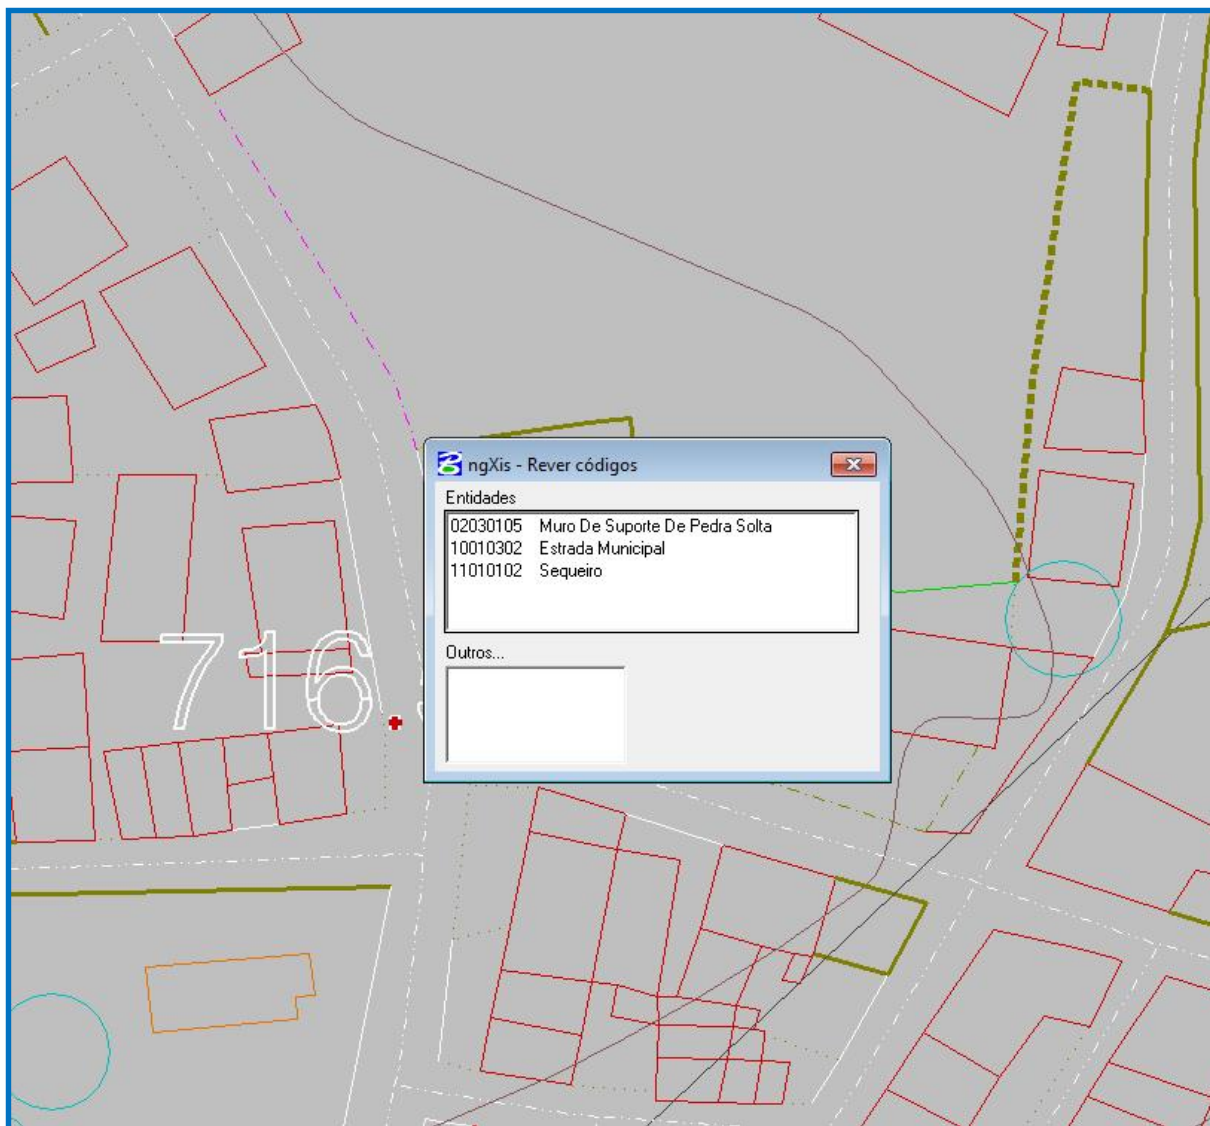 ngXis - Rever códigos
Entidades
02030105 Muro De Suporte De Pedra Solta
10010302 Estrada Municipal
11010102 Sequeiro
Outros...
716.